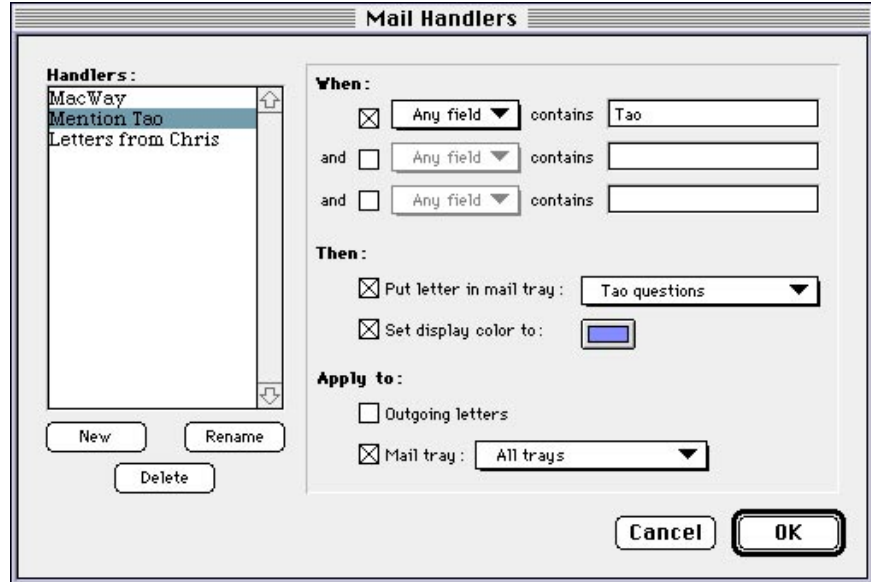 Mail Handlers
Handlers:
MacWay
Mention Tao
Letters from Chris
New
Rename
Delete
When:
Any field contains Tao
and Any field contains
and Any field contains
Then:
Put letter in mail tray: Tao questions
Set display color to:
Apply to:
Outgoing letters
Mail tray: All trays
Cancel OK